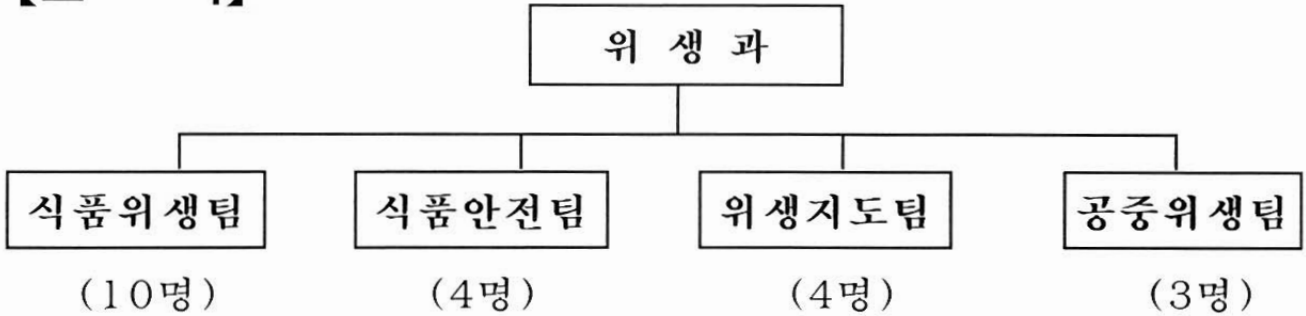 위 생 과
식품위생팀 식품안전팀 위생지도팀 공중위생팀
(10명) (4명) (4명) (3명)